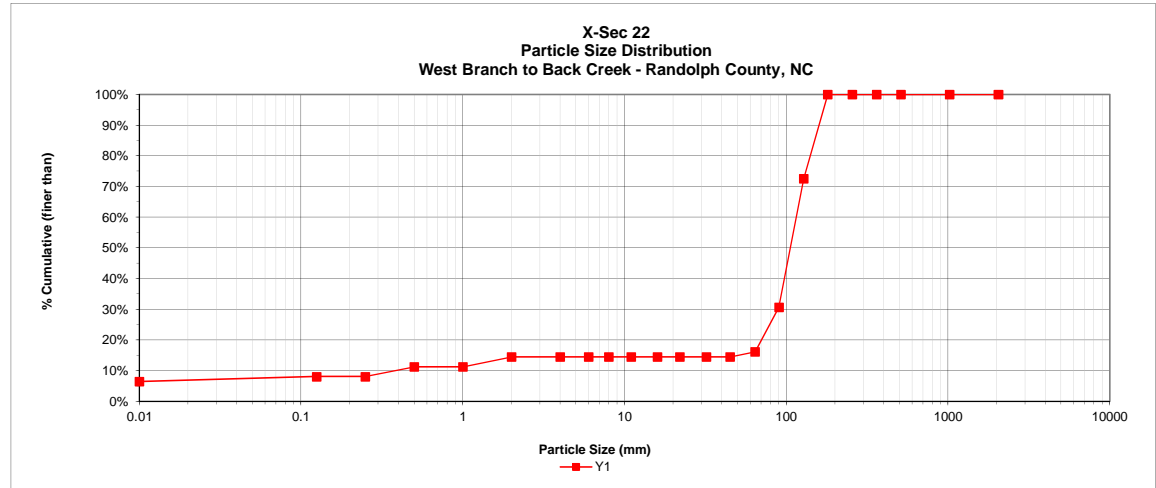 X-Sec 22
Particle Size Distribution
West Branch to Back Creek - Randolph County, NC
% Cumulative (finer than)
100%
90%
80%
70%
60%
50%
40%
30%
20%
10%
0%
0.01 0.1 1 10 100 1000 10000
Particle Size (mm)
Y1